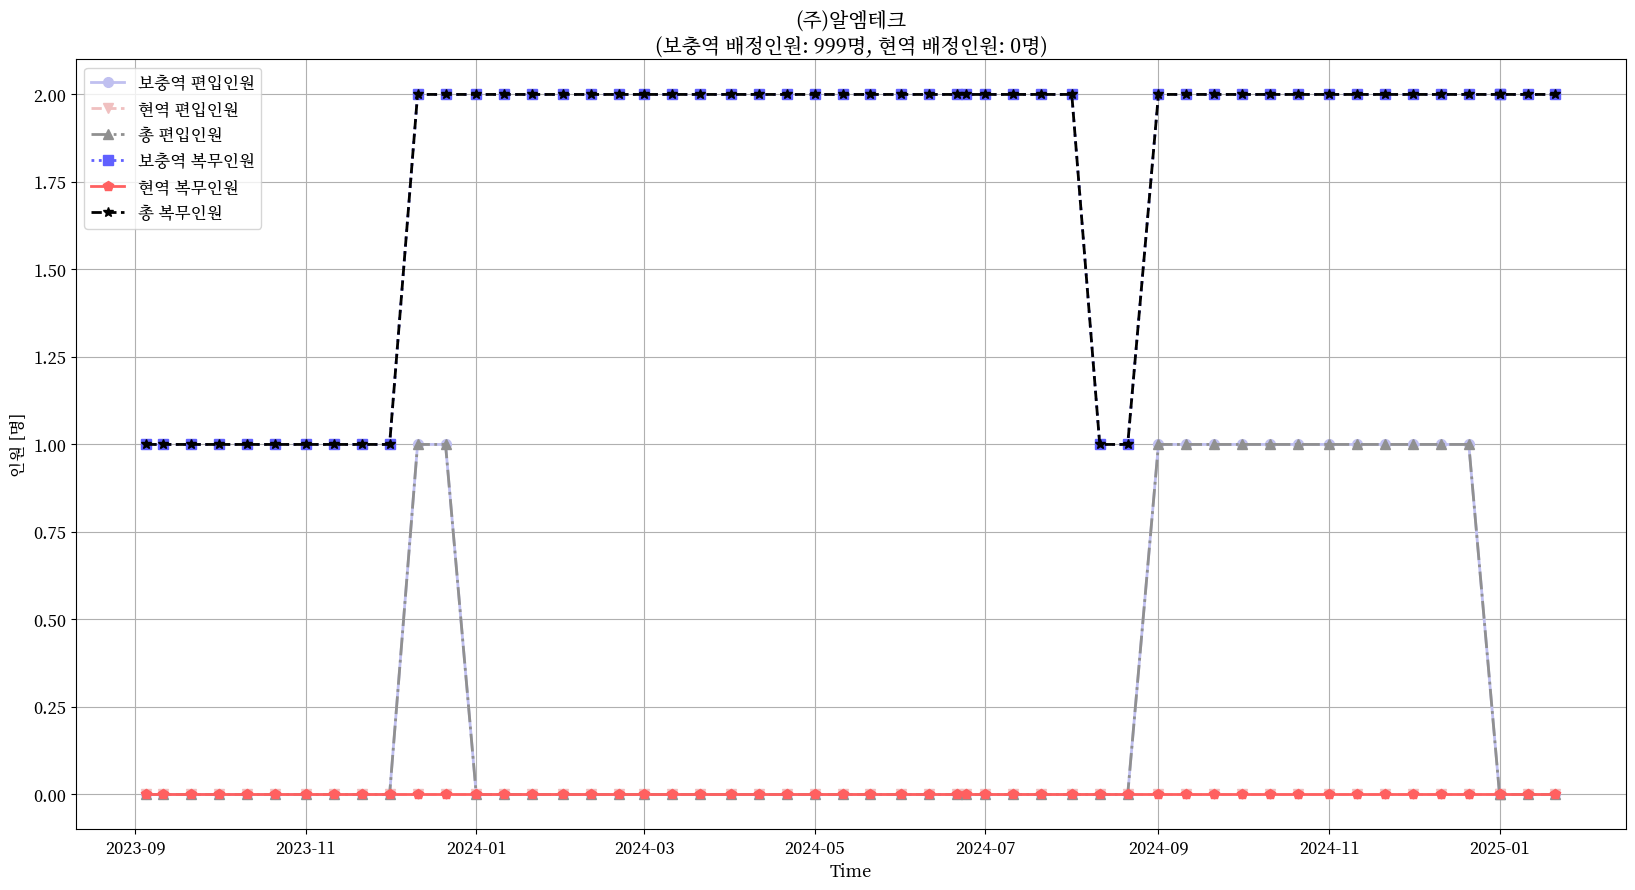 (주)알엠테크
(보충역 배정인원: 999명, 현역 배정인원: 0명)
보충역 편입인원
현역 편입인원
총 편입인원
보충역 복무인원
현역 복무인원
총 복무인원
2.00
1.75
1.50
1.25
1.00
0.75
0.50
0.25
0.00
인원 [명]
2023-09
2023-11
2024-01
2024-03
2024-05
2024-07
2024-09
2024-11
2025-01
Time